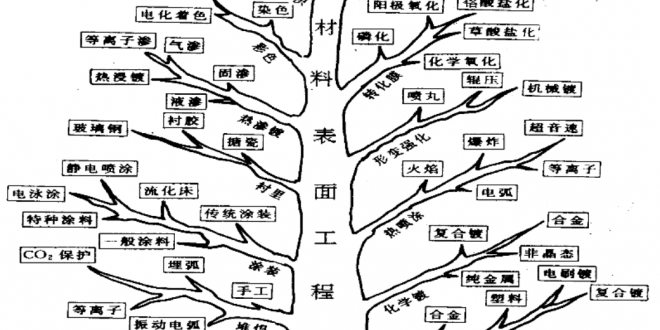 染色
电化着色
着色
等离子渗
气渗
热浸镀
固渗
液渗
热渗镀
衬胶
玻璃钢
搪瓷
衬里
静电喷涂
电泳涂
流化床
特种涂料
传统涂装
一般涂料
涂装
CO₂保护
埋弧
手工
等离子
振动电弧
堆焊
材料表面工程
阳极氧化
铬酸盐化
磷化
草酸盐化
化学氧化
转化膜
辊压
喷丸
机械镀
形变强化
超音速
爆炸
火焰
等离子
电弧
热喷涂
合金
复合镀
非晶态
纯金属
化学镀
电刷镀
塑料
复合镀
合金